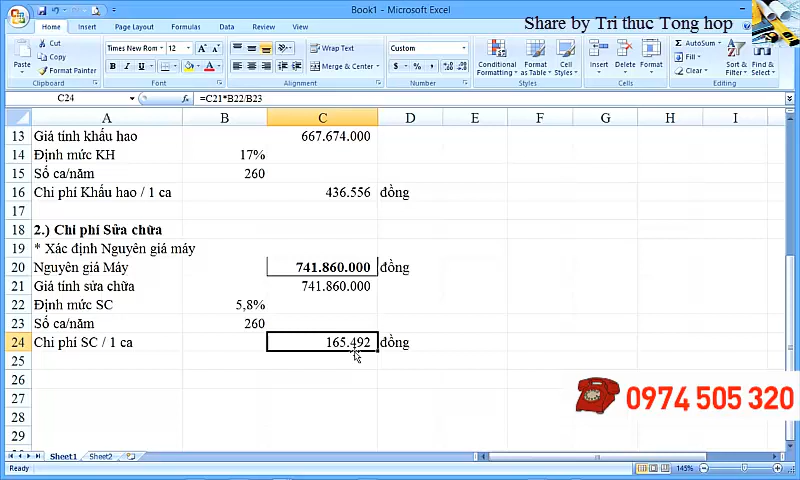 Book1 - Microsoft Excel
Share by Tri thuc Tong hop
Home Insert Page Layout Formulas Data Review View
Cut
Copy
Format Painter
Paste
Clipboard
Times New Rom 12
Font
Wrap Text
Merge & Center
Alignment
Custom
Number
Conditional Formatting
Format as Table
Cell Styles
Styles
Insert Delete Format
Cells
AutoSum
Fill
Clear
Sort & Filter
Find & Select
Editing
C24 =C21*B22/B23
A B C D E F G H I
13 Giá tính khấu hao 667.674.000
14 Định mức KH 17%
15 Số ca/năm 260
16 Chi phí Khấu hao / 1 ca 436.556 đồng
17
18 2.) Chi phí Sửa chữa
19 * Xác định Nguyên giá máy
20 Nguyên giá Máy 741.860.000 đồng
21 Giá tính sửa chữa 741.860.000
22 Định mức SC 5,8%
23 Số ca/năm 260
24 Chi phí SC / 1 ca 165.492 đồng
25
26
27
28
29
0974 505 320
Sheet1 Sheet2
Ready 145%